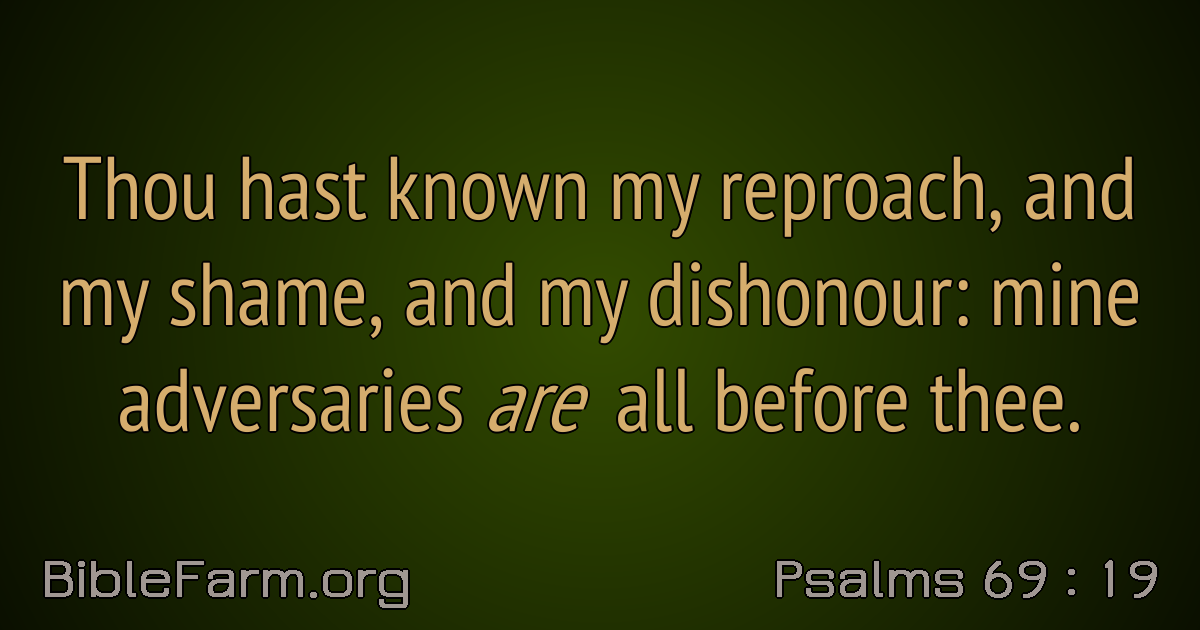 Thou hast known my reproach, and
my shame, and my dishonour: mine
adversaries are all before thee.
BibleFarm.org
Psalms 69 : 19